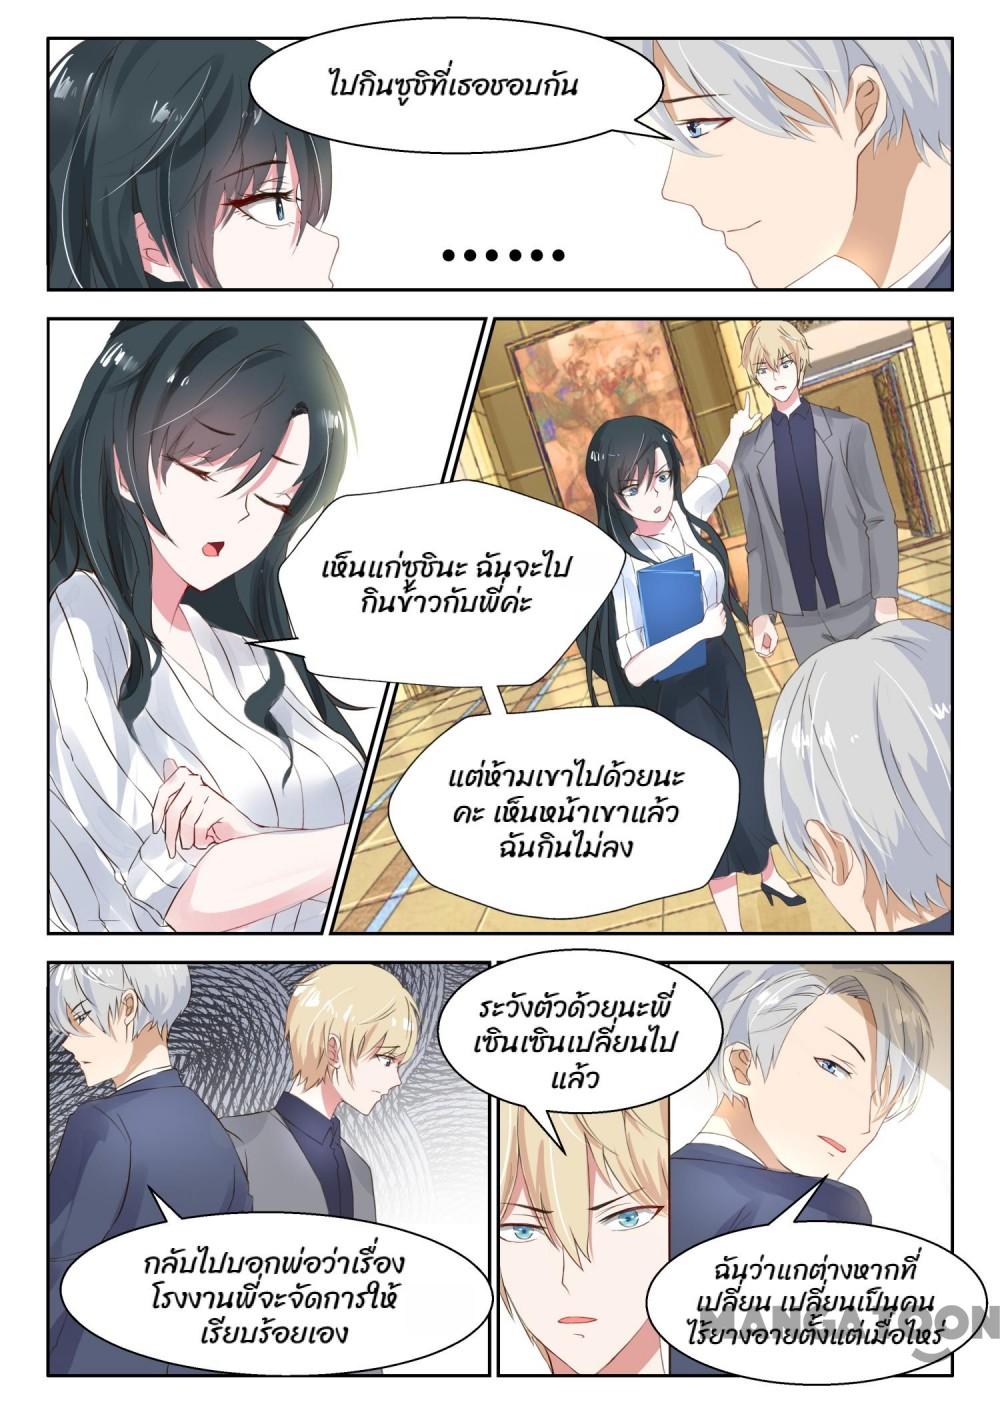 ไปกินซูชิที่เธอชอบกัน
......
เห็นแก่ซูชินะ ฉันจะไป
กินข้าวกับพี่ค่ะ
แต่ห้ามเขาไปด้วยนะ
คะ เห็นหน้าเขาแล้ว
ฉันกินไม่ลง
กลับไปบอกพ่อว่าเรื่อง
โรงงานพี่จะจัดการให้
เรียบร้อยเอง
ระวังตัวด้วยนะพี่
เซินเซินเปลี่ยนไป
แล้ว
ฉันว่าแกต่างหากที่
เปลี่ยน เปลี่ยนเป็นคน
ไร้ยางอายตั้งแต่เมื่อไหร่
MANGATOON